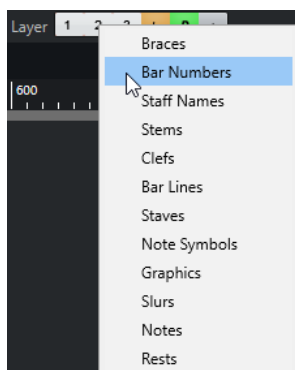 Layer 1 2
600
Braces
Bar Numbers
Staff Names
Stems
Clefs
Bar Lines
Staves
Note Symbols
Graphics
Slurs
Notes
Rests